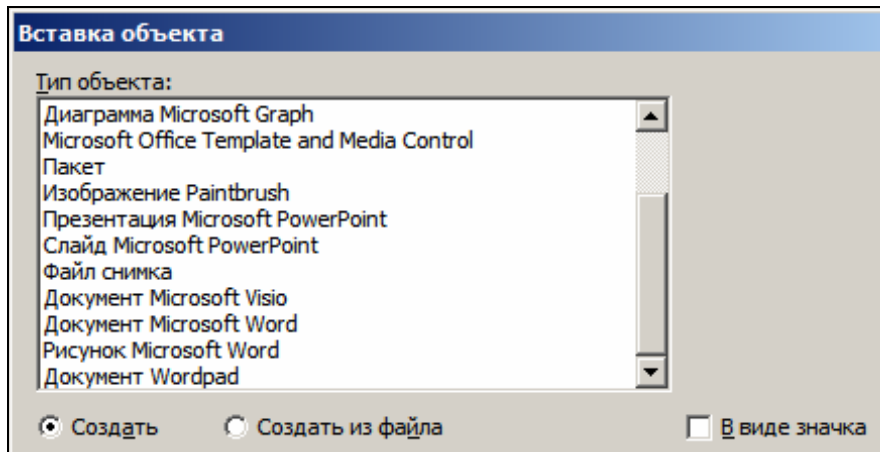 Вставка объекта
Тип объекта:
Диаграмма Microsoft Graph
Microsoft Office Template and Media Control
Пакет
Изображение Paintbrush
Презентация Microsoft PowerPoint
Слайд Microsoft PowerPoint
Файл снимка
Документ Microsoft Visio
Документ Microsoft Word
Рисунок Microsoft Word
Документ Wordpad
Создать Создать из файла В виде значка